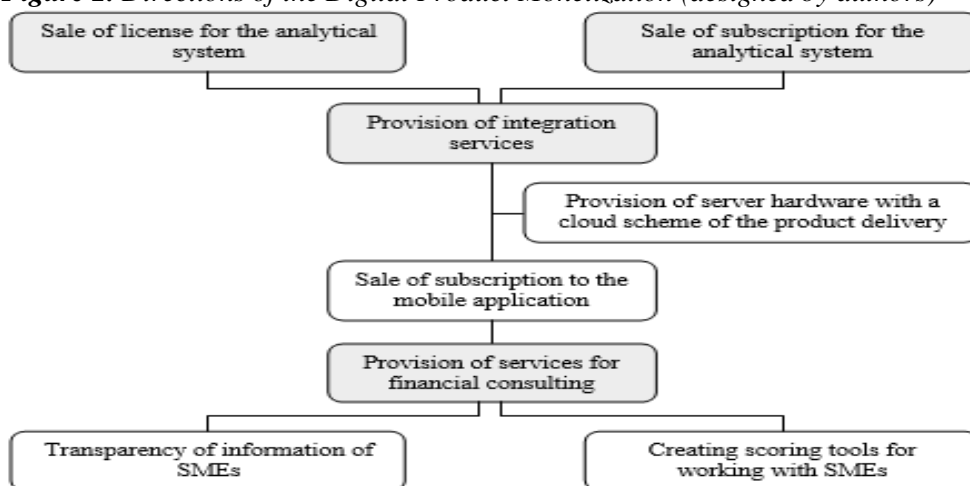 Directions of the Digital Product Monetization (designed by authors)
Sale of license for the analytical
system
Sale of subscription for the
analytical system
Provision of integration
services
Provision of server hardware with a
cloud scheme of the product delivery
Sale of subscription to the
mobile application
Provision of services for
financial consulting
Transparency of information of
SMEs
Creating scoring tools for
working with SMEs